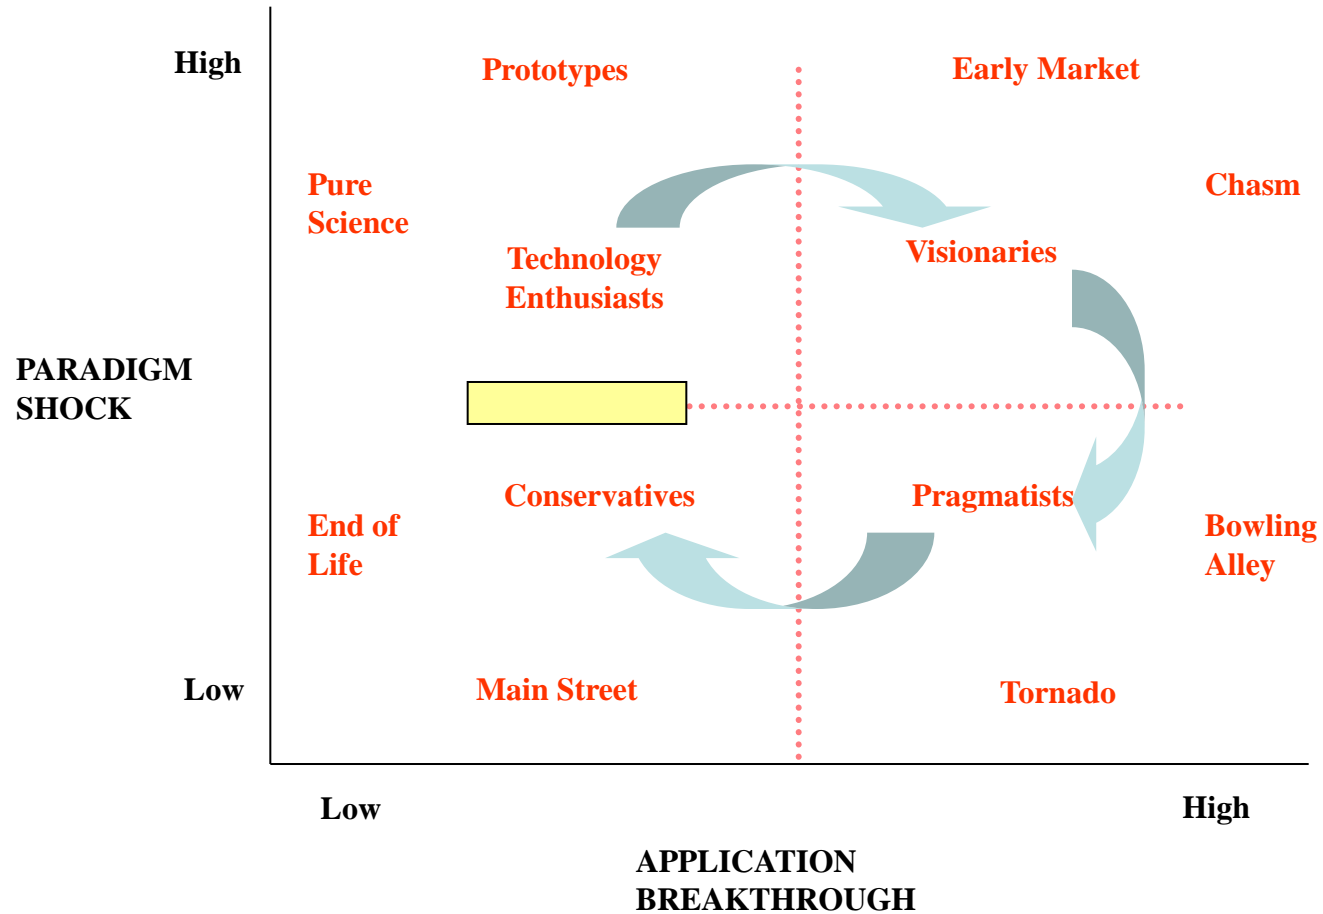 High
Prototypes
Early Market
Pure
Science
Chasm
Technology
Enthusiasts
Visionaries
PARADIGM
SHOCK
Conservatives
Pragmatists
End of
Life
Bowling
Alley
Low
Main Street
Tornado
Low
High
APPLICATION
BREAKTHROUGH